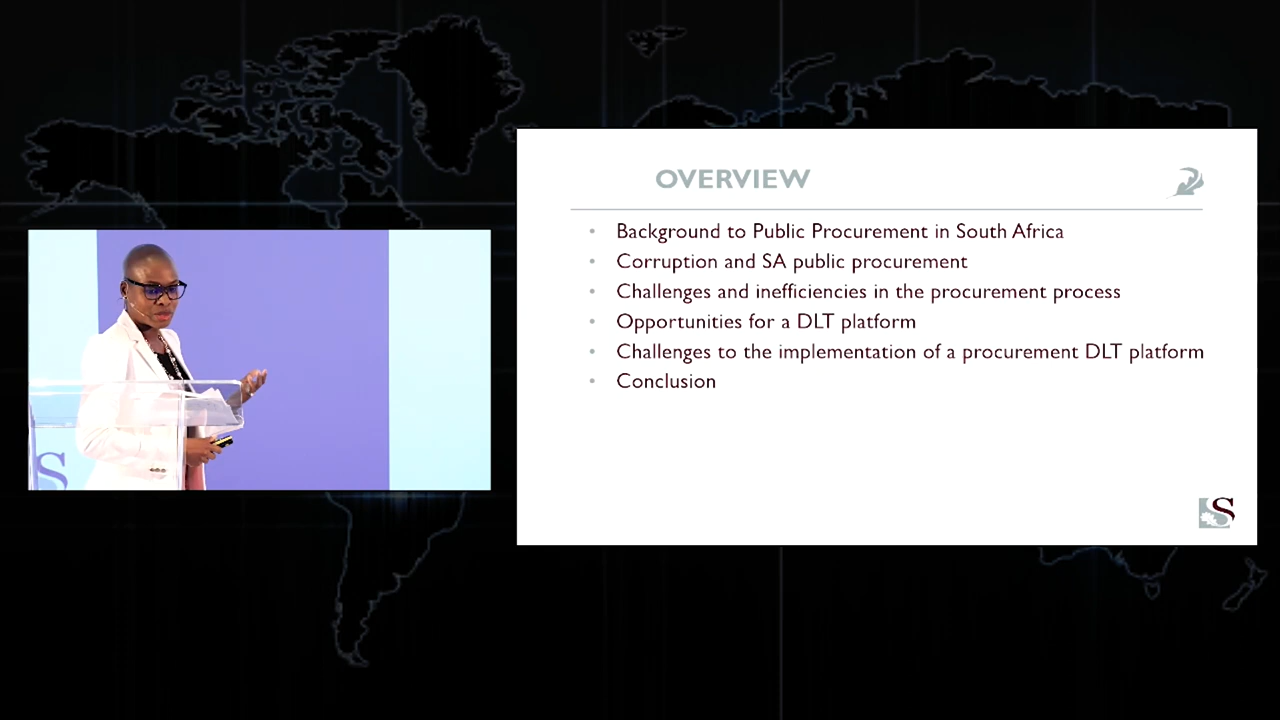 OVERVIEW
• Background to Public Procurement in South Africa
• Corruption and SA public procurement
• Challenges and inefficiencies in the procurement process
• Opportunities for a DLT platform
• Challenges to the implementation of a procurement DLT platform
• Conclusion
S
S